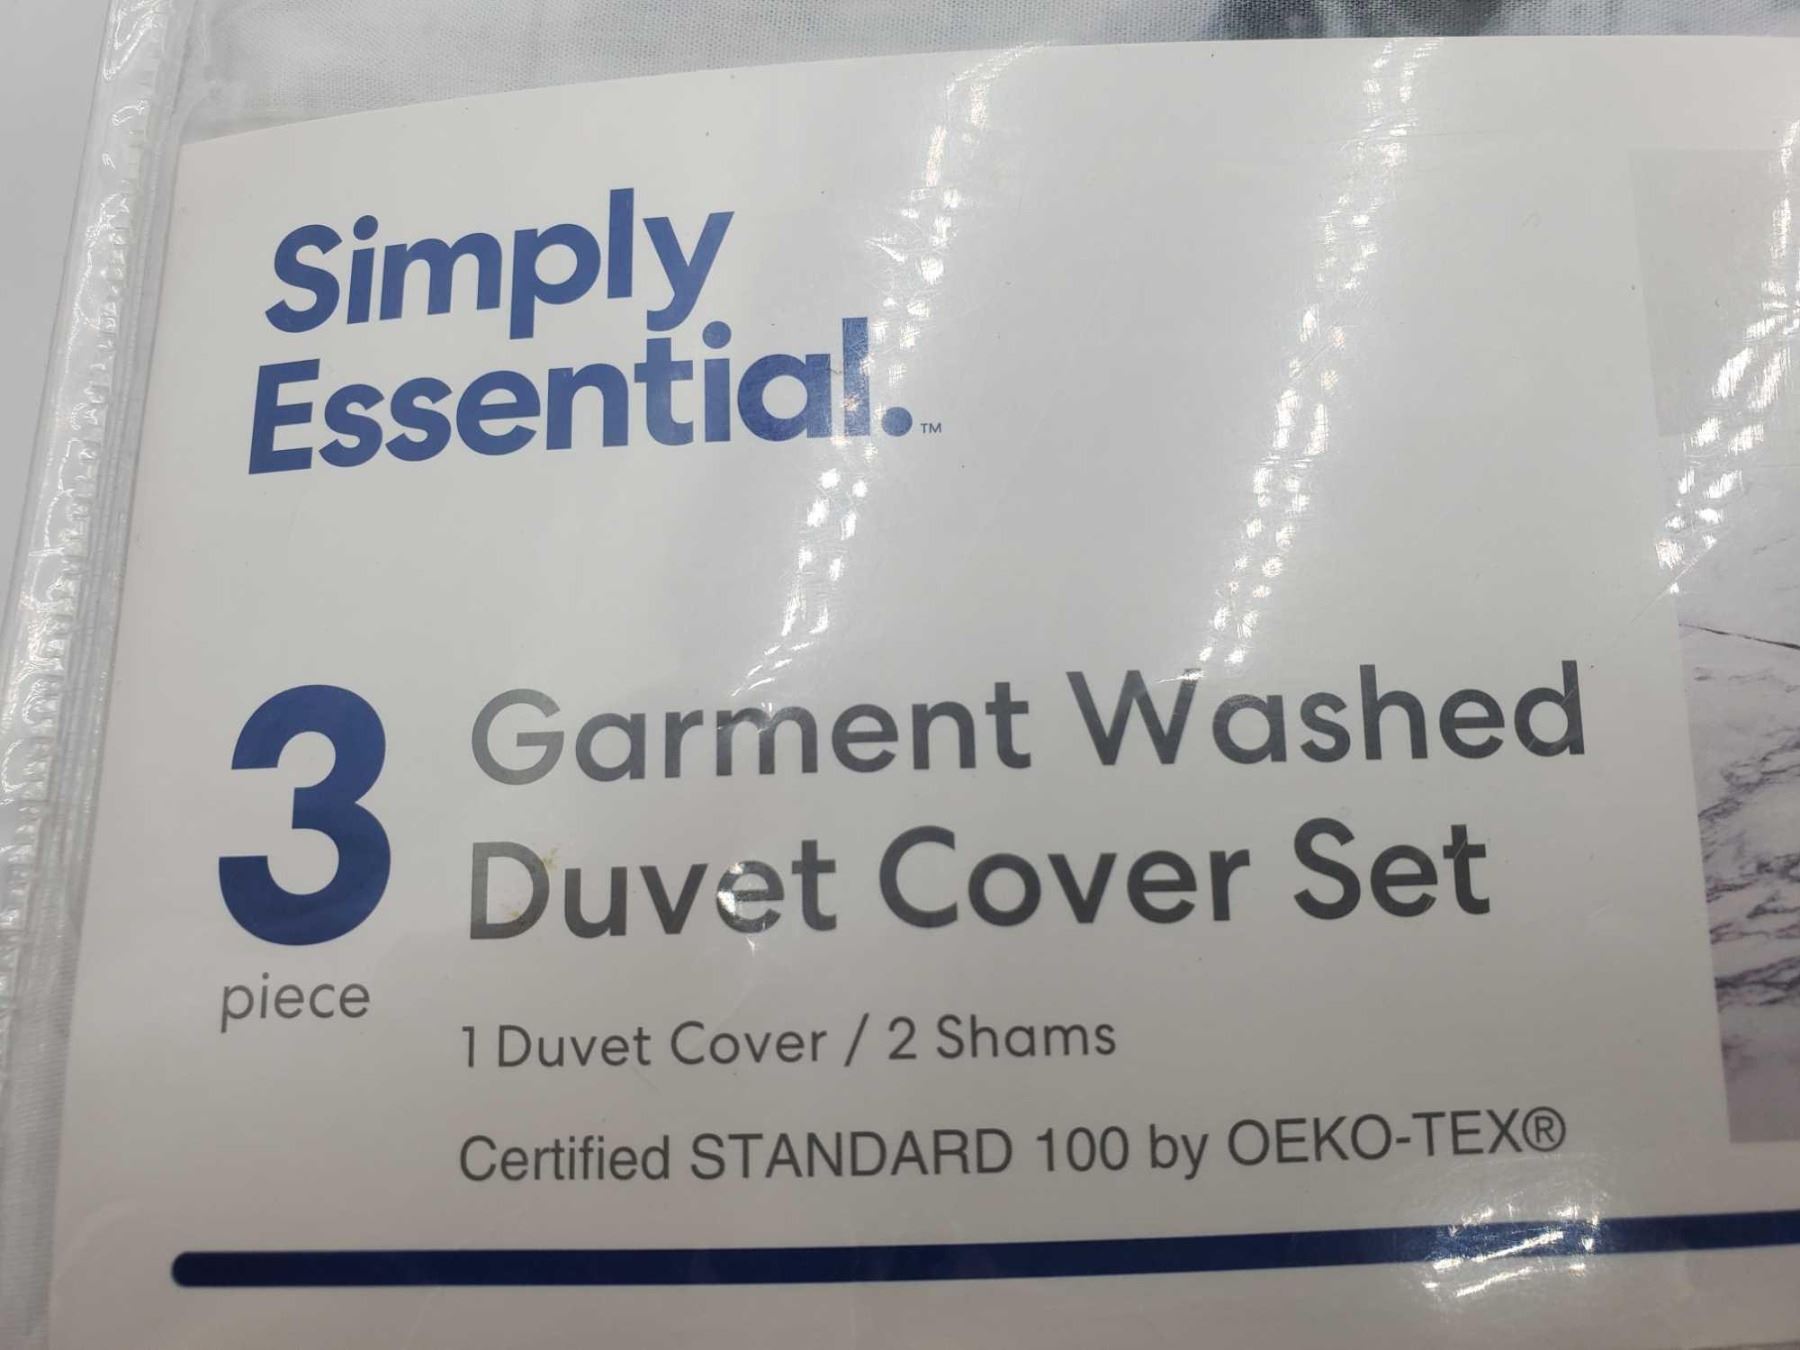 Simply
Essential.™
3
piece
Garment Washed
Duvet Cover Set
1 Duvet Cover / 2 Shams
Certified STANDARD 100 by OEKO-TEX®